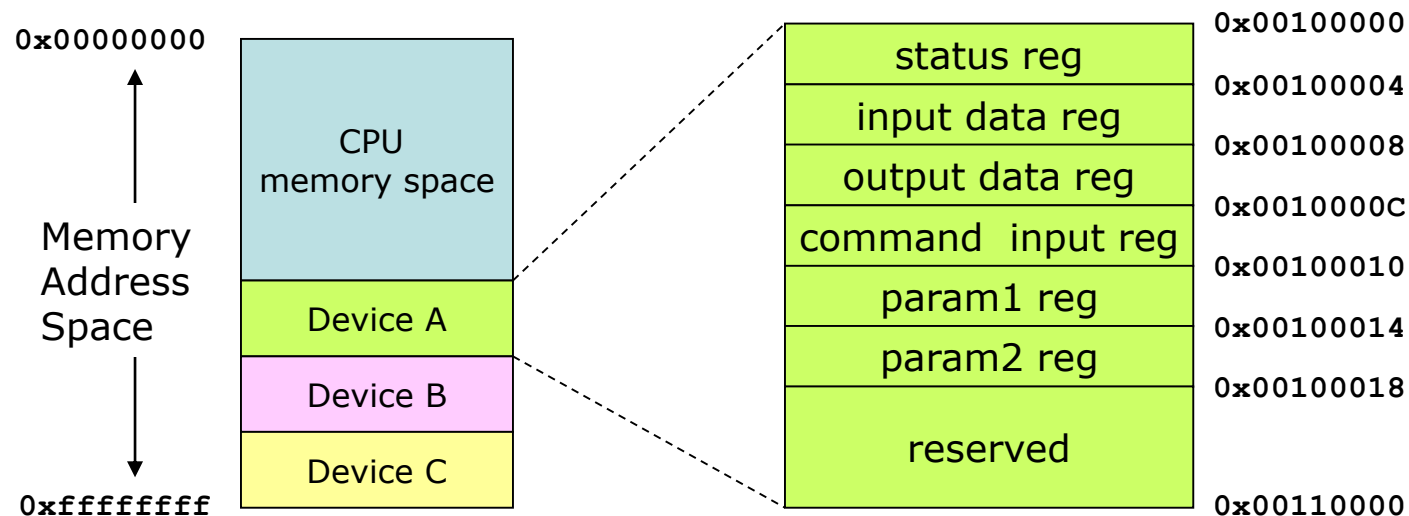 0x00000000
Memory
Address
Space
0xffffffff
CPU
memory space
Device A
Device B
Device C
status reg
input data reg
output data reg
command input reg
param1 reg
param2 reg
reserved
0x00100000
0x00100004
0x00100008
0x0010000C
0x00100010
0x00100014
0x00100018
0x00110000